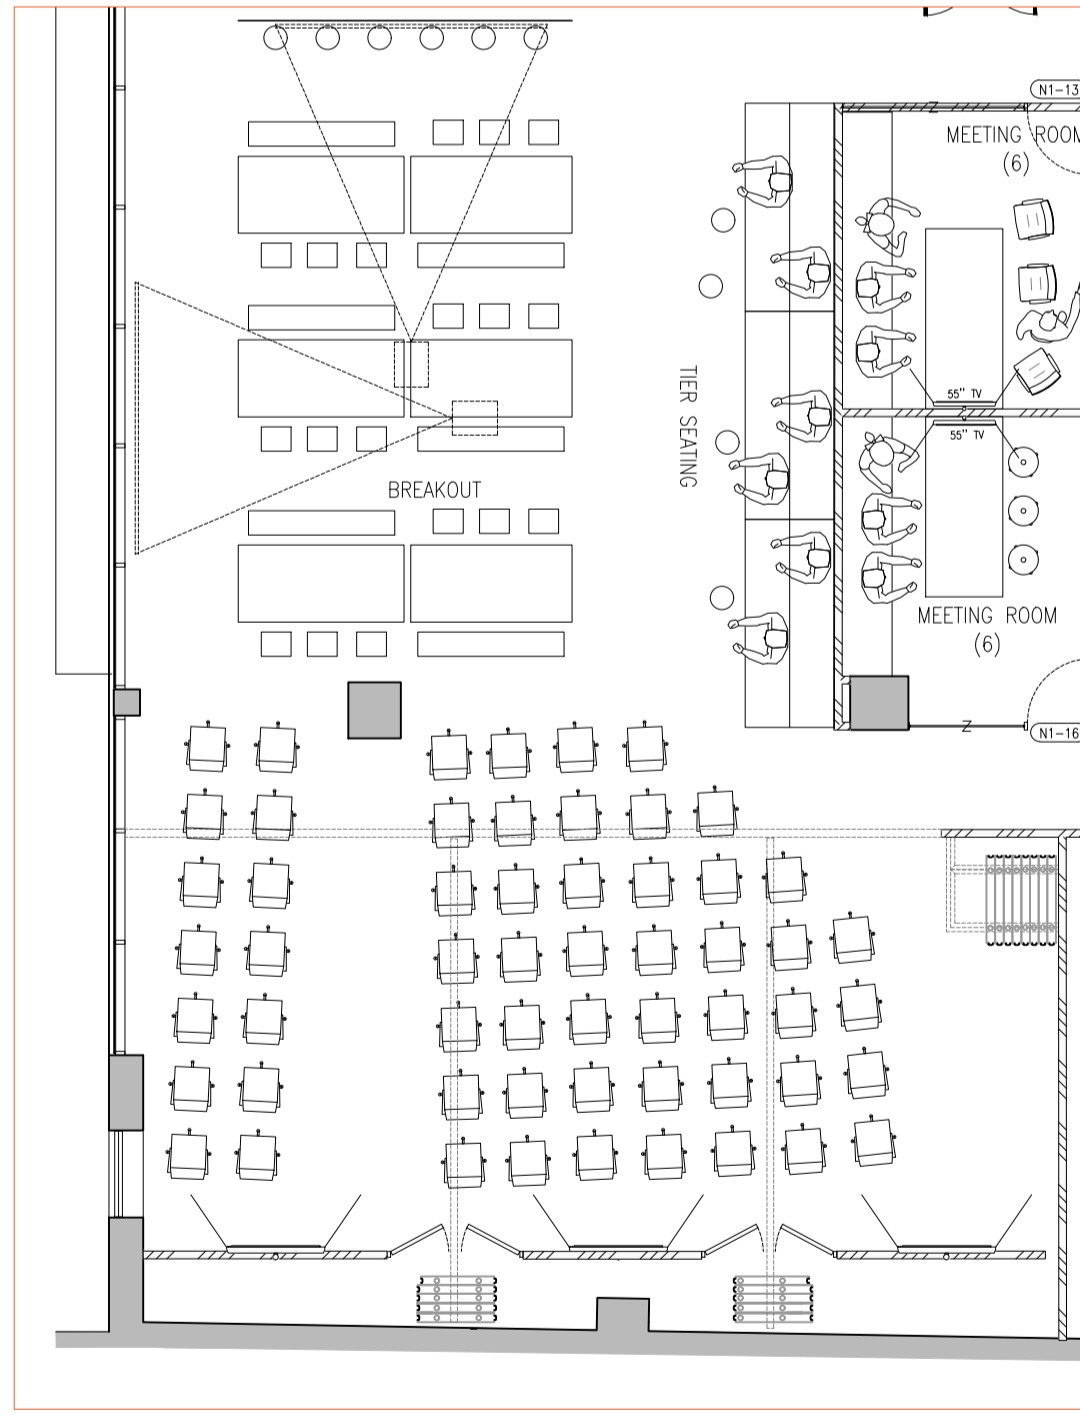 N1-13
MEETING ROOM
(6)
55" TV
55" TV
TIER SEATING
BREAKOUT
MEETING ROOM
(6)
N1-16
Z
Z